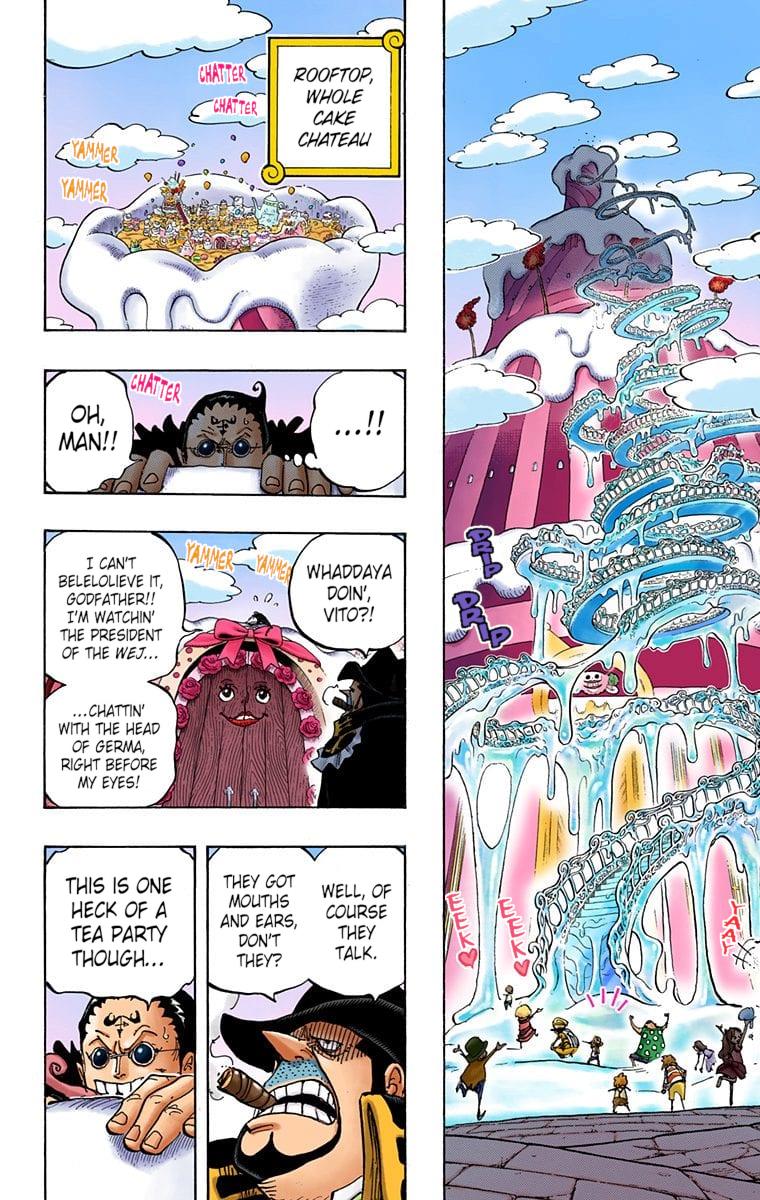 DRIP
DRIP
YAAY
EEK
EEK
ROOFTOP,
WHOLE
CAKE
CHATEAU
CHATTER
CHATTER
YAMMER
YAMMER
...!!
CHATTER
OH,
MAN!!
WHADDAYA
DOIN',
VITO?!
YAMMER
YAMMER
I CAN'T
BELELOLIEVE IT,
GODFATHER!!
I'M WATCHIN'
THE PRESIDENT
OF THE WEJ...
...CHATTIN'
WITH THE HEAD
OF GERMA,
RIGHT BEFORE
MY EYES!
WELL, OF
COURSE
THEY
TALK.
THEY GOT
MOUTHS
AND EARS,
DON'T
THEY?
THIS IS ONE
HECK OF A
TEA PARTY
THOUGH...